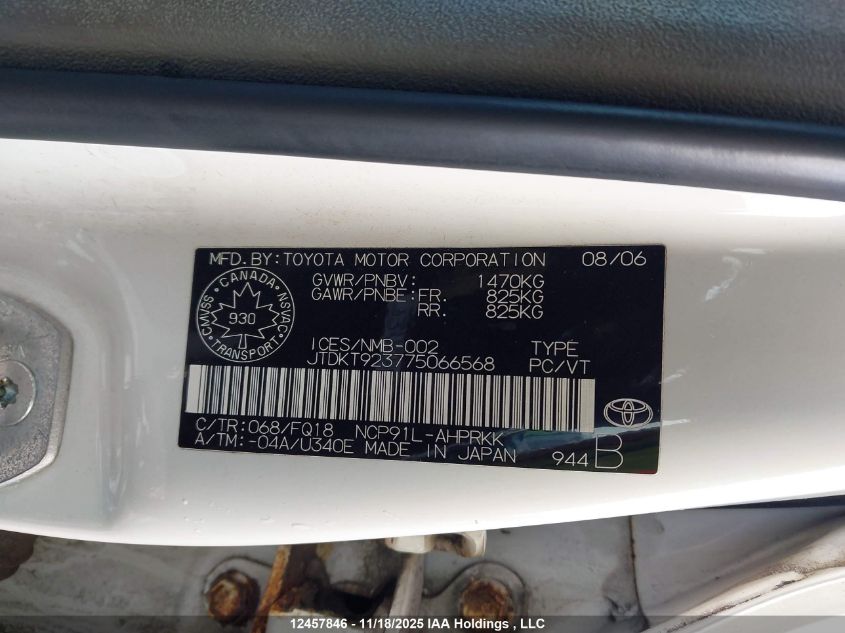 MFD.BY:TOYOTA MOTOR CORPORATION 08/06
GVWR/PNBV: 1470KG
GAWR/PNBE:FR. 825KG
RR. 825KG
CANADA
CMVSS 930 NSVAC
TRANSPORT
ICES/NMB-002 TYPE
JTDKT923775066568 PC/VT
C/TR:068/FQ18 NCP91L-AHPRKK
A/TM:-04A/U340E MADE IN JAPAN 944 B
12457846 - 11/18/2025 IAA Holdings , LLC